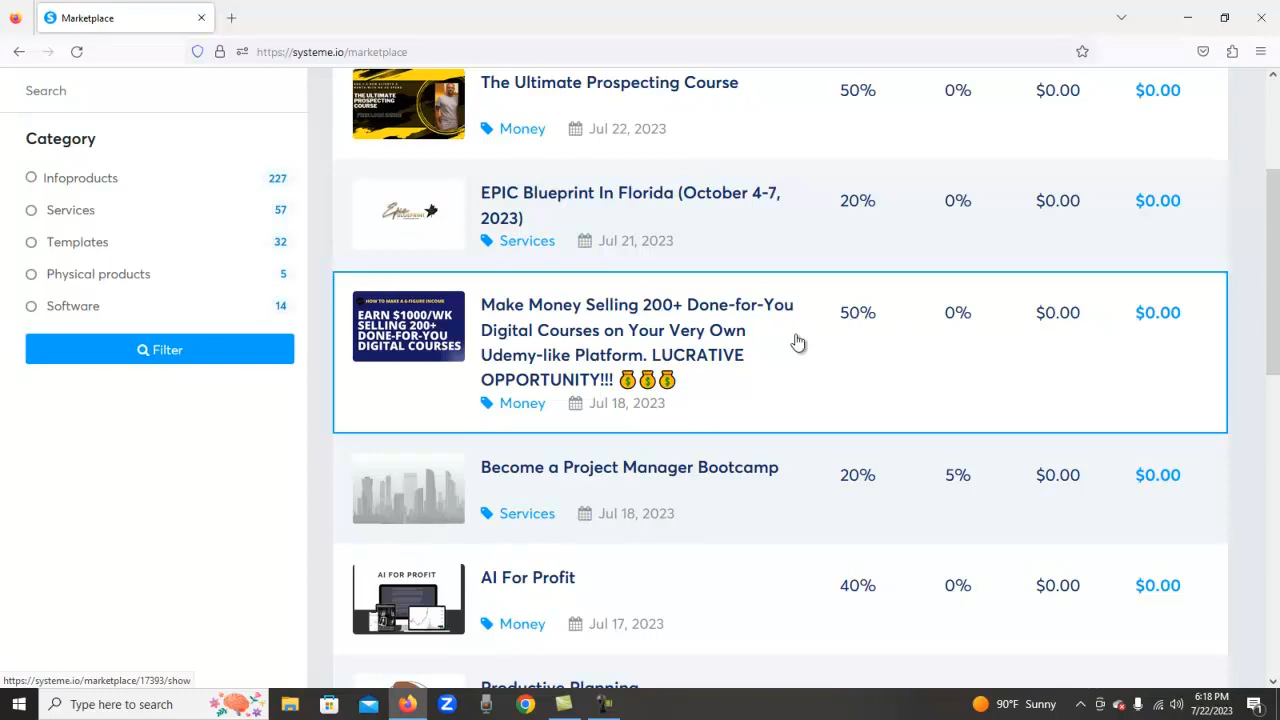 Marketplace
https://systeme.io/marketplace
Search
Category
Infoproducts 227
Services 57
Templates 32
Physical products 5
Software 14
Filter
THE ULTIMATE
PROSPECTING
COURSE
The Ultimate Prospecting Course 50% 0% $0.00 $0.00
Money Jul 22, 2023
EPIC Blueprint In Florida (October 4-7,
2023) 20% 0% $0.00 $0.00
Services Jul 21, 2023
HOW TO MAKE A 6-FIGURE INCOME
EARN $1000/WK
SELLING 200+
DONE-FOR-YOU
DIGITAL COURSES
Make Money Selling 200+ Done-for-You
Digital Courses on Your Very Own
Udemy-like Platform. LUCRATIVE
OPPORTUNITY!!! 💰💰💰
50% 0% $0.00 $0.00
Money Jul 18, 2023
Become a Project Manager Bootcamp 20% 5% $0.00 $0.00
Services Jul 18, 2023
AI FOR PROFIT
AI For Profit 40% 0% $0.00 $0.00
Money Jul 17, 2023
Productive Planning
https://systeme.io/marketplace/17393/show
Type here to search
90°F Sunny
6:18 PM
7/22/2023